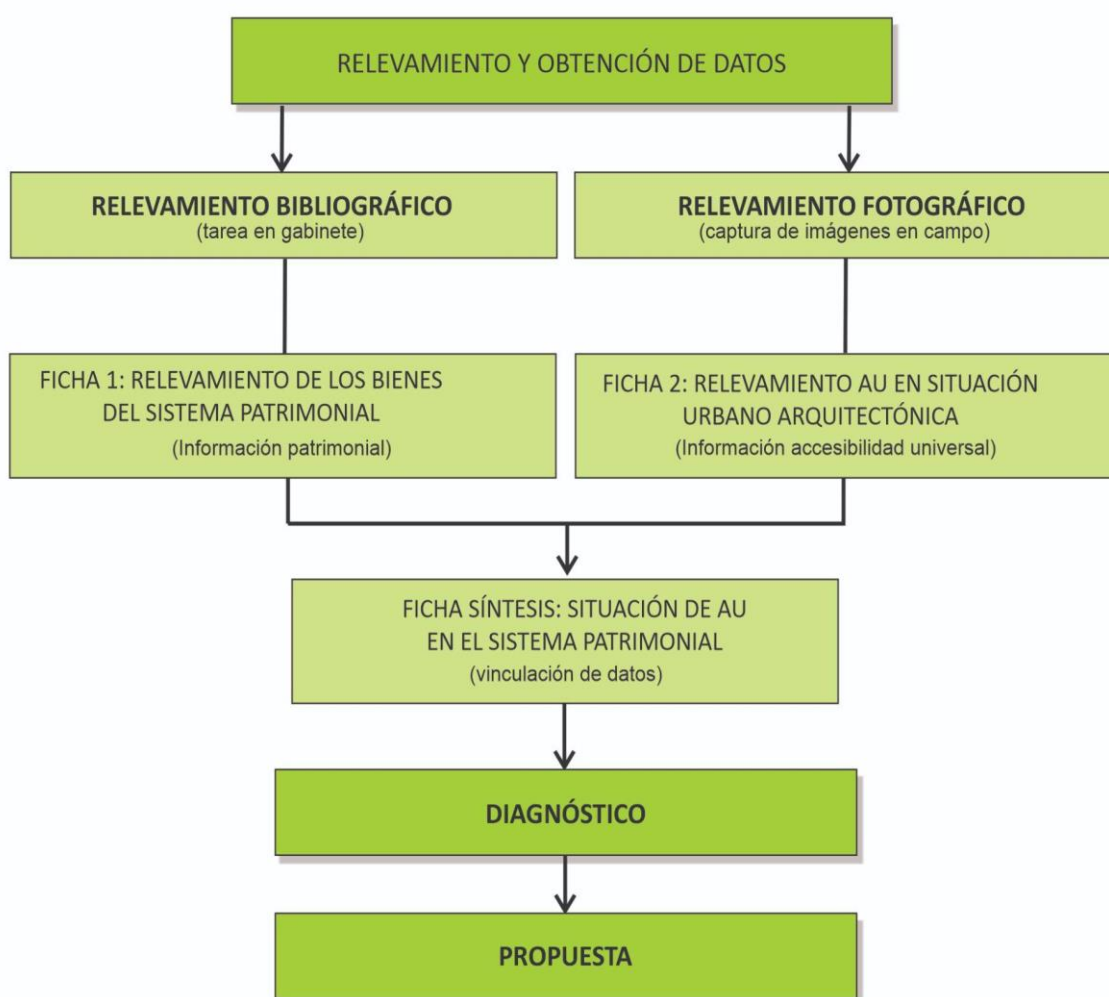 RELEVAMIENTO Y OBTENCIÓN DE DATOS
RELEVAMIENTO BIBLIOGRÁFICO
(tarea en gabinete)
RELEVAMIENTO FOTOGRÁFICO
(captura de imágenes en campo)
FICHA 1: RELEVAMIENTO DE LOS BIENES
DEL SISTEMA PATRIMONIAL
(Información patrimonial)
FICHA 2: RELEVAMIENTO AU EN SITUACIÓN
URBANO ARQUITECTÓNICA
(Información accesibilidad universal)
FICHA SÍNTESIS: SITUACIÓN DE AU
EN EL SISTEMA PATRIMONIAL
(vinculación de datos)
DIAGNÓSTICO
PROPUESTA